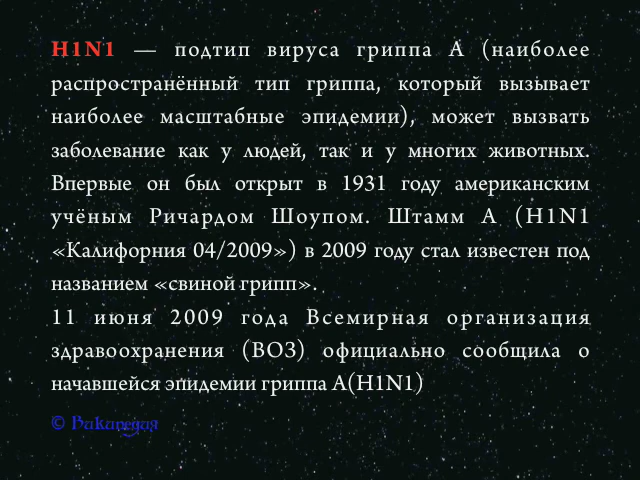 H1N1 — подтип вируса гриппа А (наиболее
распространённый тип гриппа, который вызывает
наиболее масштабные эпидемии), может вызвать
заболевание как у людей, так и у многих животных.
Впервые он был открыт в 1931 году американским
учёным Ричардом Шоупом. Штамм А (H1N1
«Калифорния 04/2009») в 2009 году стал известен под
названием «свиной грипп».
11 июня 2009 года Всемирная организация
здравоохранения (ВОЗ) официально сообщила о
начавшейся эпидемии гриппа А(H1N1)
© Википедия